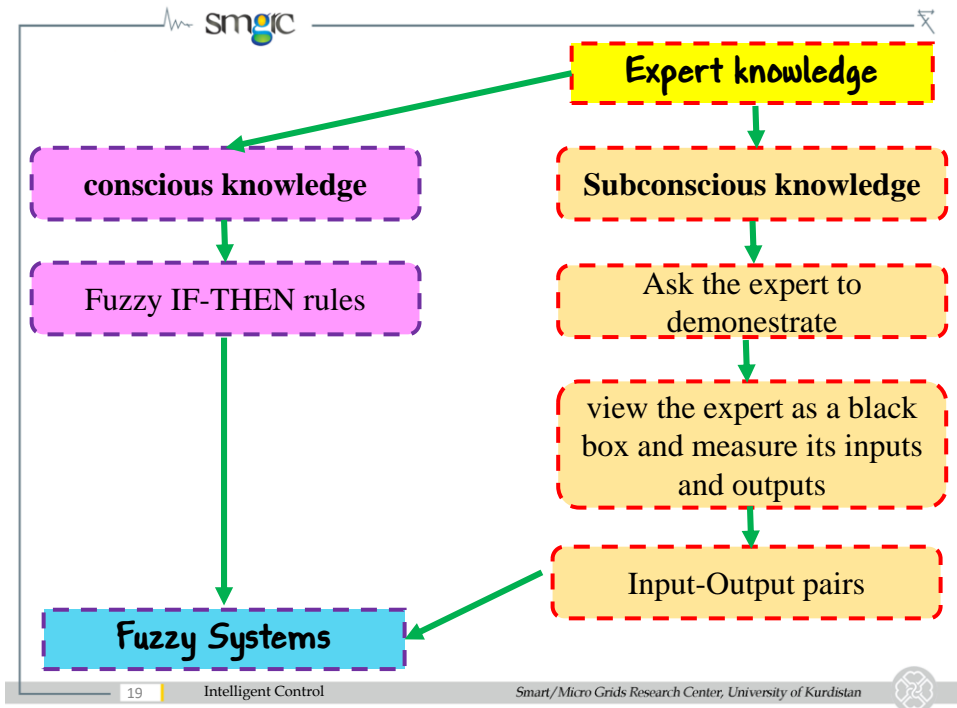 smgrc
Expert knowledge
conscious knowledge
Subconscious knowledge
Fuzzy IF-THEN rules
Ask the expert to
demonestrate
view the expert as a black
box and measure its inputs
and outputs
Input-Output pairs
Fuzzy Systems
19
Intelligent Control
Smart/Micro Grids Research Center, University of Kurdistan